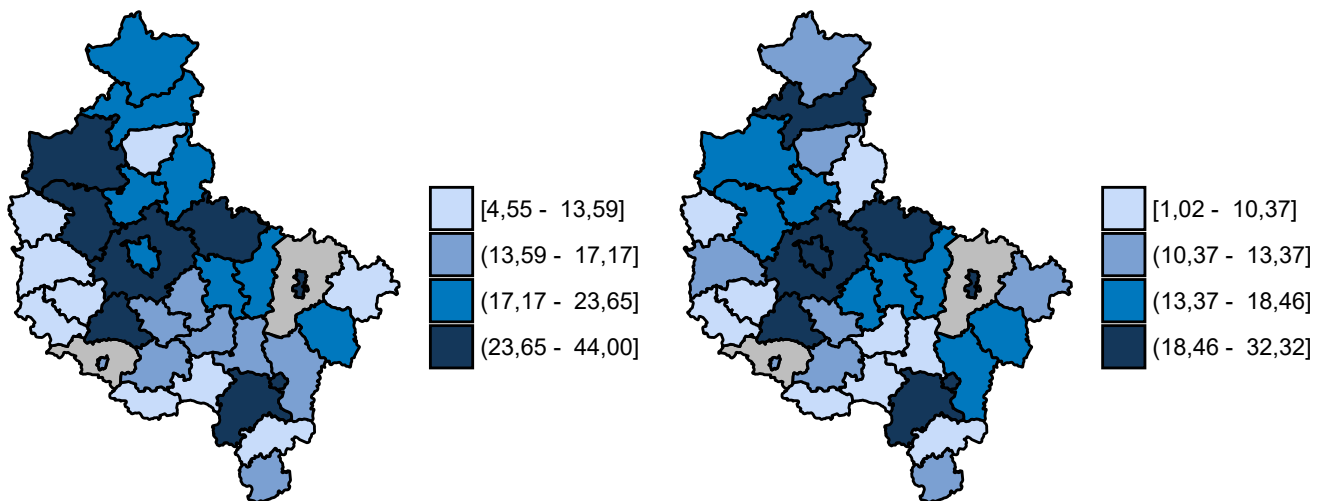 [4,55 - 13,59]
(13,59 - 17,17]
(17,17 - 23,65]
(23,65 - 44,00]
[1,02 - 10,37]
(10,37 - 13,37]
(13,37 - 18,46]
(18,46 - 32,32]